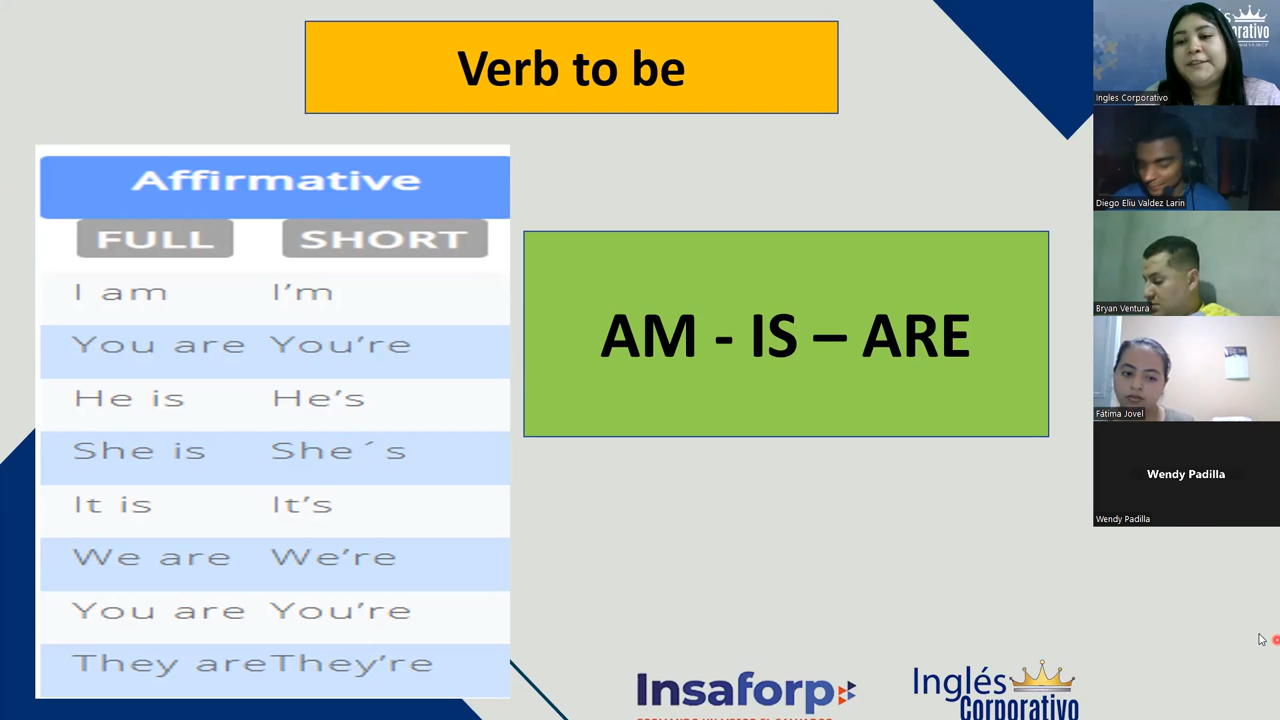 Verb to be
Affirmative
FULL SHORT
I am I'm
You are You're
He is He's
She is She´s
It is It's
We are We're
You are You're
They are They're
AM - IS – ARE
Insaforp
Inglés
Corporativo
Ingles Corporativo
Diego Eliu Valdez Larin
Bryan Ventura
Fátima Jovel
Wendy Padilla
Wendy Padilla